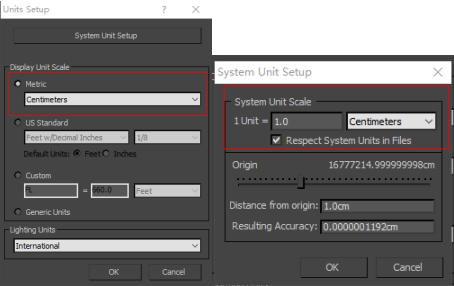 Units Setup
System Unit Setup
Display Unit Scale
Metric
Centimeters
US Standard
Feet w/Decimal Inches 1/8
Default Units: Feet Inches
Custom
FL = 660.0 Feet
Generic Units
Lighting Units
International
OK Cancel
System Unit Setup
System Unit Scale
1 Unit = 1.0 Centimeters
Respect System Units in Files
Origin 16777214.999999998cm
Distance from origin: 1.0cm
Resulting Accuracy: 0.0000001192cm
OK Cancel